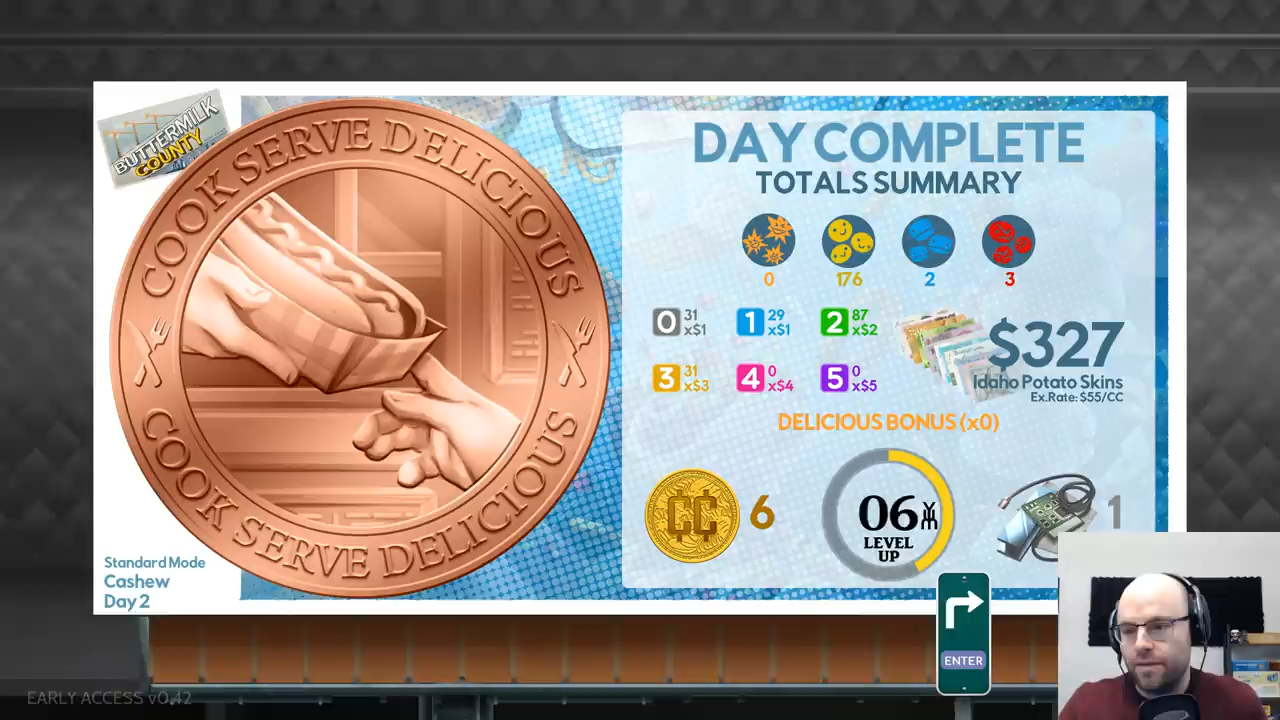 BUTTERMILK
COUNTY
COOK SERVE DELICIOUS
COOK SERVE DELICIOUS
Standard Mode
Cashew
Day 2
DAY COMPLETE
TOTALS SUMMARY
0 176 2 3
0 31 x$1
1 29 x$1
2 87 x$2
3 31 x$3
4 0 x$4
5 0 x$5
$327
Idaho Potato Skins
Ex.Rate: $55/CC
DELICIOUS BONUS (x0)
CC 6
06
LEVEL
UP
1
ENTER
EARLY ACCESS v0.42